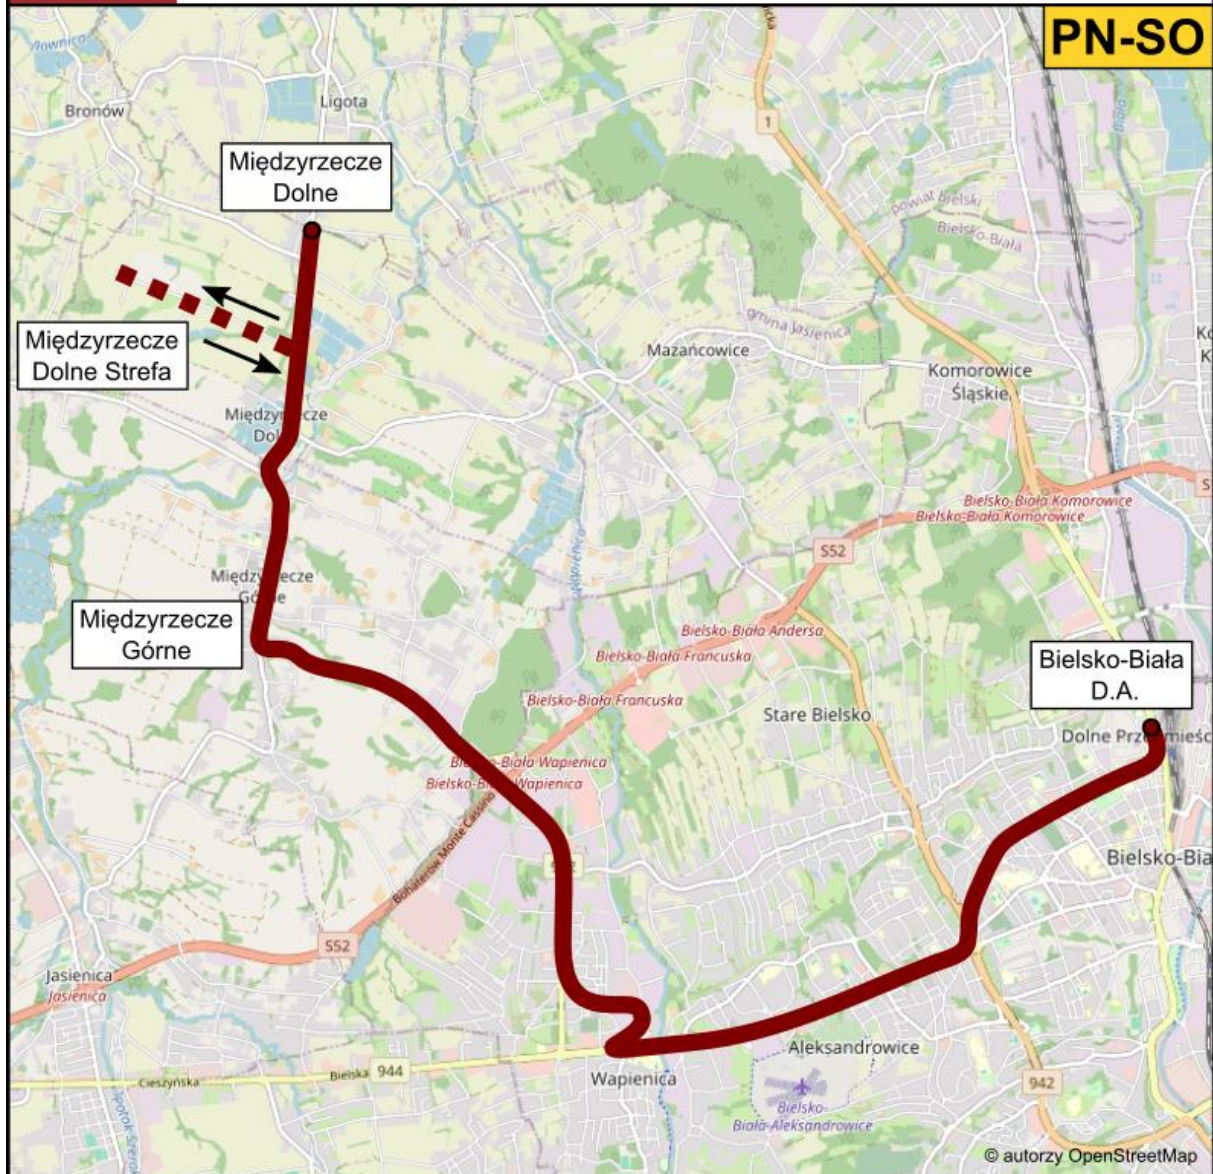 PN-SO
Bronów
Ligota
1
Międzyrzecze
Dolne
powiat bielski
Bielsko-Biała
Biała
Międzyrzecze
Dolne Strefa
gmina Jasienica
Mazańcowice
Komorowice
Śląskie
Bielsko-Biała Komorowice
Bielsko-Biała Komorowice
S52
Wapienica
Międzyrzecze
Górne
Bielsko-Biała Andersa
Bielsko-Biała Francuska
Bielsko-Biała Francuska
Bielsko-Biała
D.A.
Stare Bielsko
Bielsko-Biała Wapienica
Bohaterów Monte Cassino
S52
Jasienica
Jasienica
Aleksandrowice
Cieszyńska
Bielska
944
Wapienica
942
Bielsko-
Biała-Aleksandrowice
© autorzy OpenStreetMap